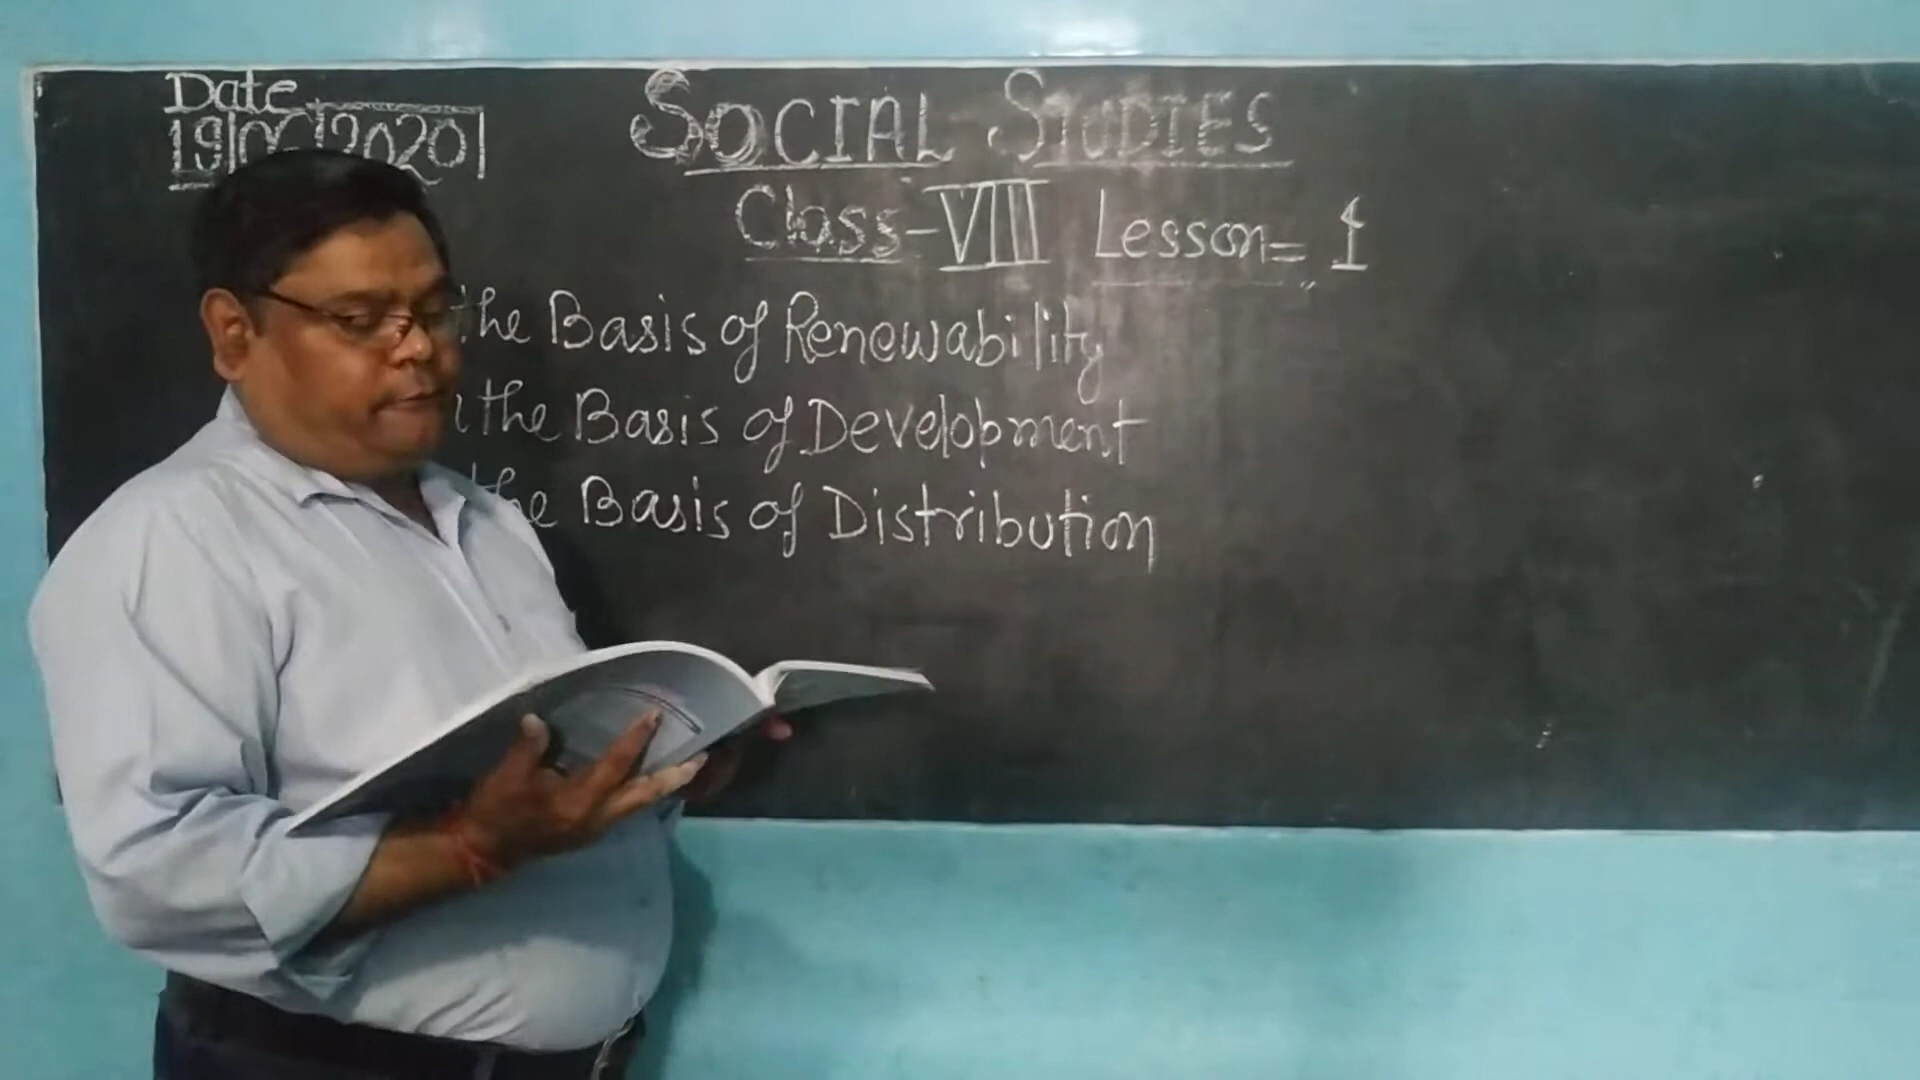 Date
19|06|2020|
SOCIAL STUDIES
Class-VIII Lesson=1
the Basis of Renewability
the Basis of Development
the Basis of Distribution